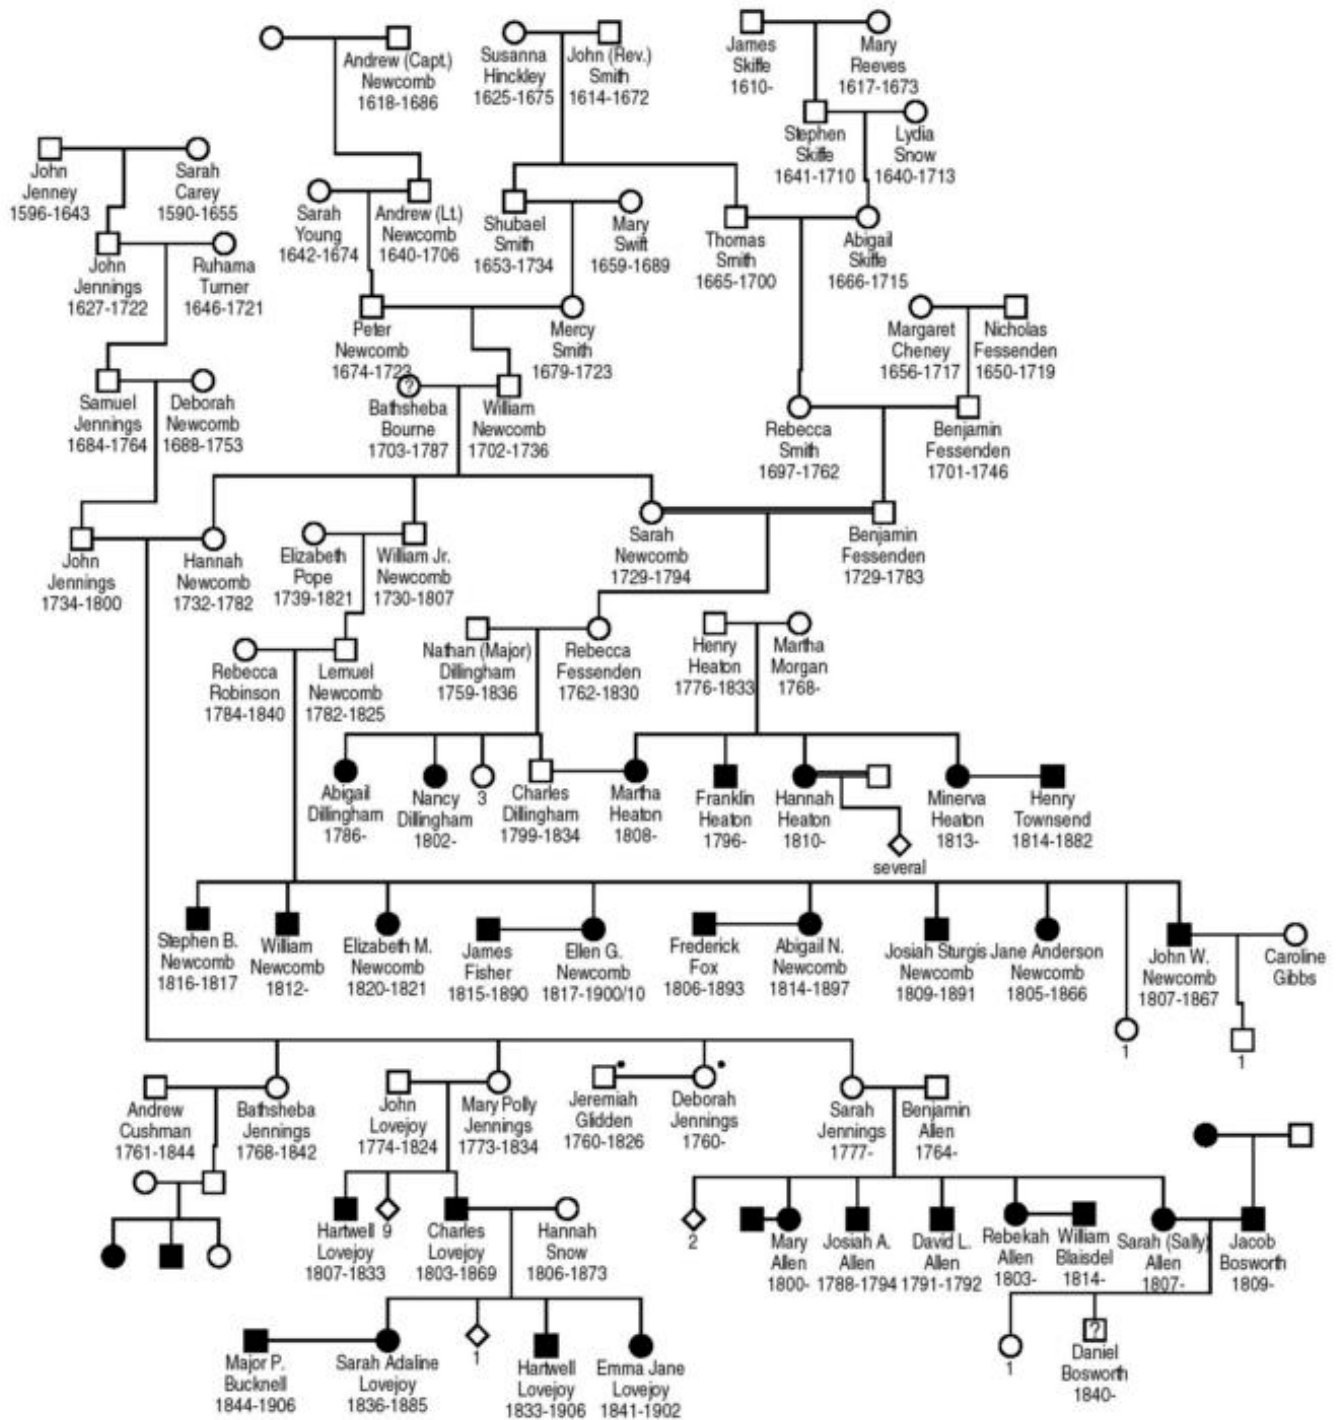 Andrew (Capt.)
Newcomb
1618-1686
Susanna
Hinckley
1625-1675
John (Rev.)
Smith
1614-1672
James
Skiffe
1610-
Mary
Reeves
1617-1673
Stephen
Skiffe
1641-1710
Lydia
Snow
1640-1713
John
Jenney
1596-1643
Sarah
Carey
1590-1655
Sarah
Young
1642-1674
Andrew (Lt.)
Newcomb
1640-1706
Shubael
Smith
1653-1734
Mary
Swift
1659-1689
Thomas
Smith
1665-1700
Abigail
Skiffe
1666-1715
John
Jennings
1627-1722
Ruhama
Turner
1646-1721
Peter
Newcomb
1674-1723
Mercy
Smith
1679-1723
Margaret
Cheney
1656-1717
Nicholas
Fessenden
1650-1719
Samuel
Jennings
1684-1764
Deborah
Newcomb
1688-1753
?
Bathsheba
Bourne
1703-1787
William
Newcomb
1702-1736
Rebecca
Smith
1697-1762
Benjamin
Fessenden
1701-1746
John
Jennings
1734-1800
Hannah
Newcomb
1732-1782
Elizabeth
Pope
1739-1821
William Jr.
Newcomb
1730-1807
Sarah
Newcomb
1729-1794
Benjamin
Fessenden
1729-1783
Rebecca
Robinson
1784-1840
Lemuel
Newcomb
1782-1825
Nathan (Major)
Dillingham
1759-1836
Rebecca
Fessenden
1762-1830
Henry
Heaton
1776-1833
Martha
Morgan
1768-
Abigail
Dillingham
1786-
Nancy
Dillingham
1802-
3
Charles
Dillingham
1799-1834
Martha
Heaton
1808-
Franklin
Heaton
1796-
Hannah
Heaton
1810-
several
Minerva
Heaton
1813-
Henry
Townsend
1814-1882
Stephen B.
Newcomb
1816-1817
William
Newcomb
1812-
Elizabeth M.
Newcomb
1820-1821
James
Fisher
1815-1890
Ellen G.
Newcomb
1817-1900/10
Frederick
Fox
1806-1893
Abigail N.
Newcomb
1814-1897
Josiah Sturgis
Newcomb
1809-1891
Jane Anderson
Newcomb
1805-1866
1
John W.
Newcomb
1807-1867
1
Caroline
Gibbs
Andrew
Cushman
1761-1844
Bathsheba
Jennings
1768-1842
John
Lovejoy
1774-1824
Mary Polly
Jennings
1773-1834
Jeremiah
Glidden
1760-1826
Deborah
Jennings
1760-
Sarah
Jennings
1777-
Benjamin
Allen
1764-
Hartwell
Lovejoy
1807-1833
9
Charles
Lovejoy
1803-1869
Hannah
Snow
1806-1873
2
Mary
Allen
1800-
Josiah A.
Allen
1788-1794
David L.
Allen
1791-1792
Rebekah
Allen
1803-
William
Blaisdel
1814-
Sarah (Sally)
Allen
1807-
Jacob
Bosworth
1809-
Major P.
Bucknell
1844-1906
Sarah Adaline
Lovejoy
1836-1885
1
Hartwell
Lovejoy
1833-1906
Emma Jane
Lovejoy
1841-1902
1
?
Daniel
Bosworth
1840-